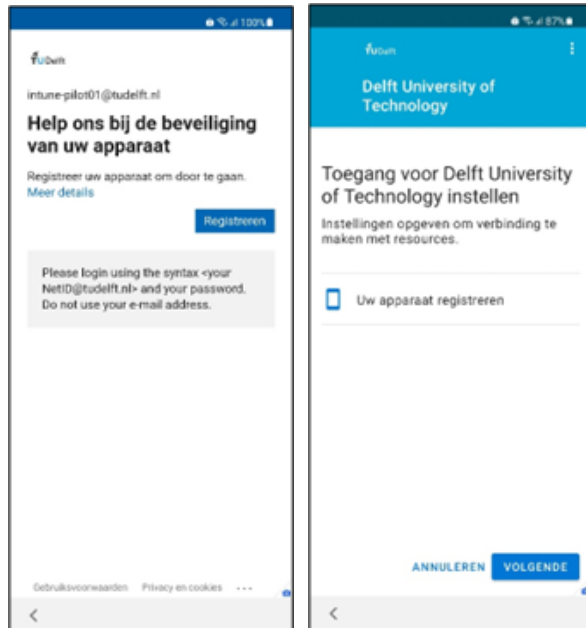 100%
TUDelft
intune-pilot01@tudelft.nl
Help ons bij de beveiliging
van uw apparaat
Registreer uw apparaat om door te gaan.
Meer details
Registreren
Please login using the syntax <your
NetID@tudelft.nl> and your password.
Do not use your e-mail address.
Gebruiksvoorwaarden Privacy en cookies ...
87%
TUDelft
Delft University of
Technology
Toegang voor Delft University
of Technology instellen
Instellingen opgeven om verbinding te
maken met resources.
Uw apparaat registreren
ANNULEREN VOLGENDE